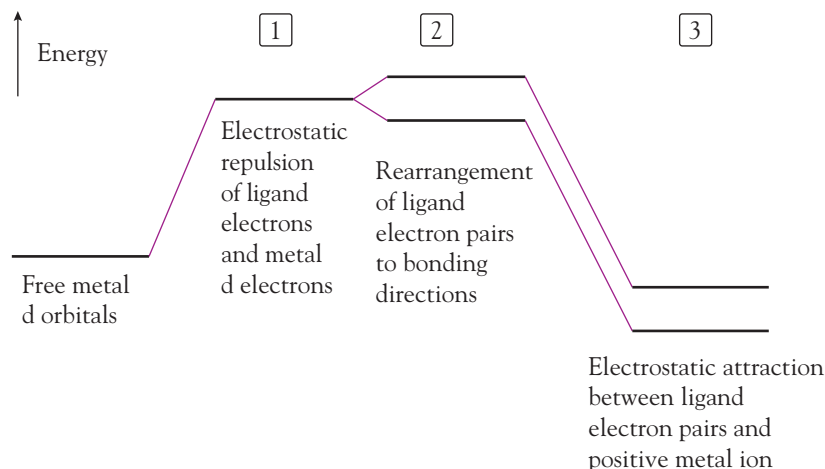 1
2
3
Energy
Electrostatic
repulsion
of ligand
electrons
and metal
d electrons
Rearrangement
of ligand
electron pairs
to bonding
directions
Free metal
d orbitals
Electrostatic attraction
between ligand
electron pairs and
positive metal ion